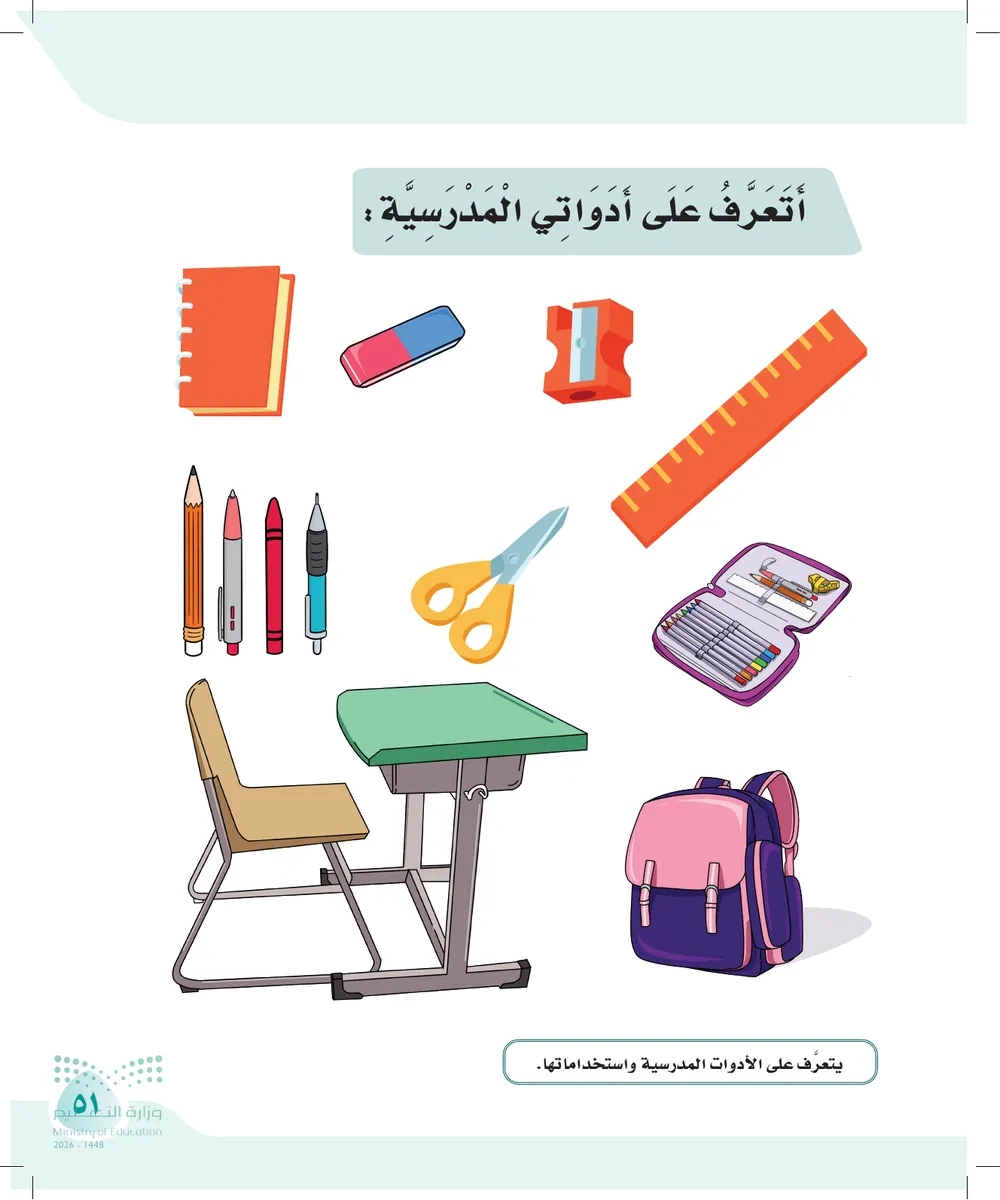 أَتَعَرَّفُ عَلَى أَدَوَاتِي الْمَدْرَسِيَّةِ :
يتعرَّف على الأدوات المدرسية واستخداماتها.
٥١
وزارة التعليم
Ministry of Education
2026 - 1448